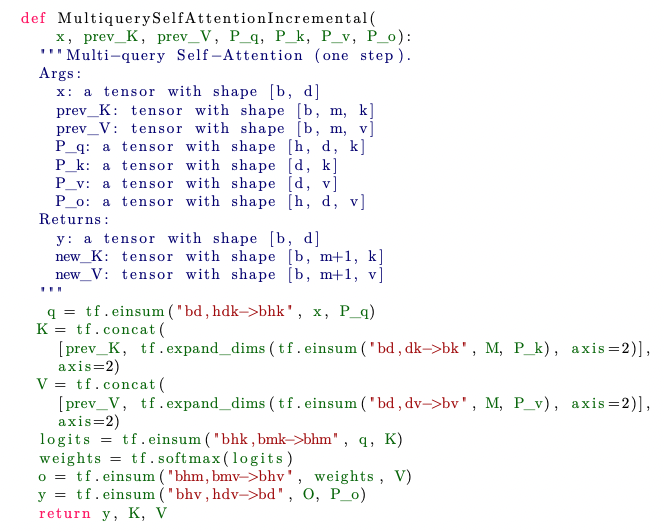 def MultiquerySelfAttentionIncremental(
x, prev_K, prev_V, P_q, P_k, P_v, P_o):
"""Multi-query Self-Attention (one step).
Args:
x: a tensor with shape [b, d]
prev_K: tensor with shape [b, m, k]
prev_V: tensor with shape [b, m, v]
P_q: a tensor with shape [h, d, k]
P_k: a tensor with shape [d, k]
P_v: a tensor with shape [d, v]
P_o: a tensor with shape [h, d, v]
Returns:
y: a tensor with shape [b, d]
new_K: tensor with shape [b, m+1, k]
new_V: tensor with shape [b, m+1, v]
"""
q = tf.einsum("bd,hdk->bhk", x, P_q)
K = tf.concat(
[prev_K, tf.expand_dims(tf.einsum("bd,dk->bk", M, P_k), axis=2)],
axis=2)
V = tf.concat(
[prev_V, tf.expand_dims(tf.einsum("bd,dv->bv", M, P_v), axis=2)],
axis=2)
logits = tf.einsum("bhk,bmk->bhm", q, K)
weights = tf.softmax(logits)
o = tf.einsum("bhm,bmv->bhv", weights, V)
y = tf.einsum("bhv,hdv->bd", O, P_o)
return y, K, V